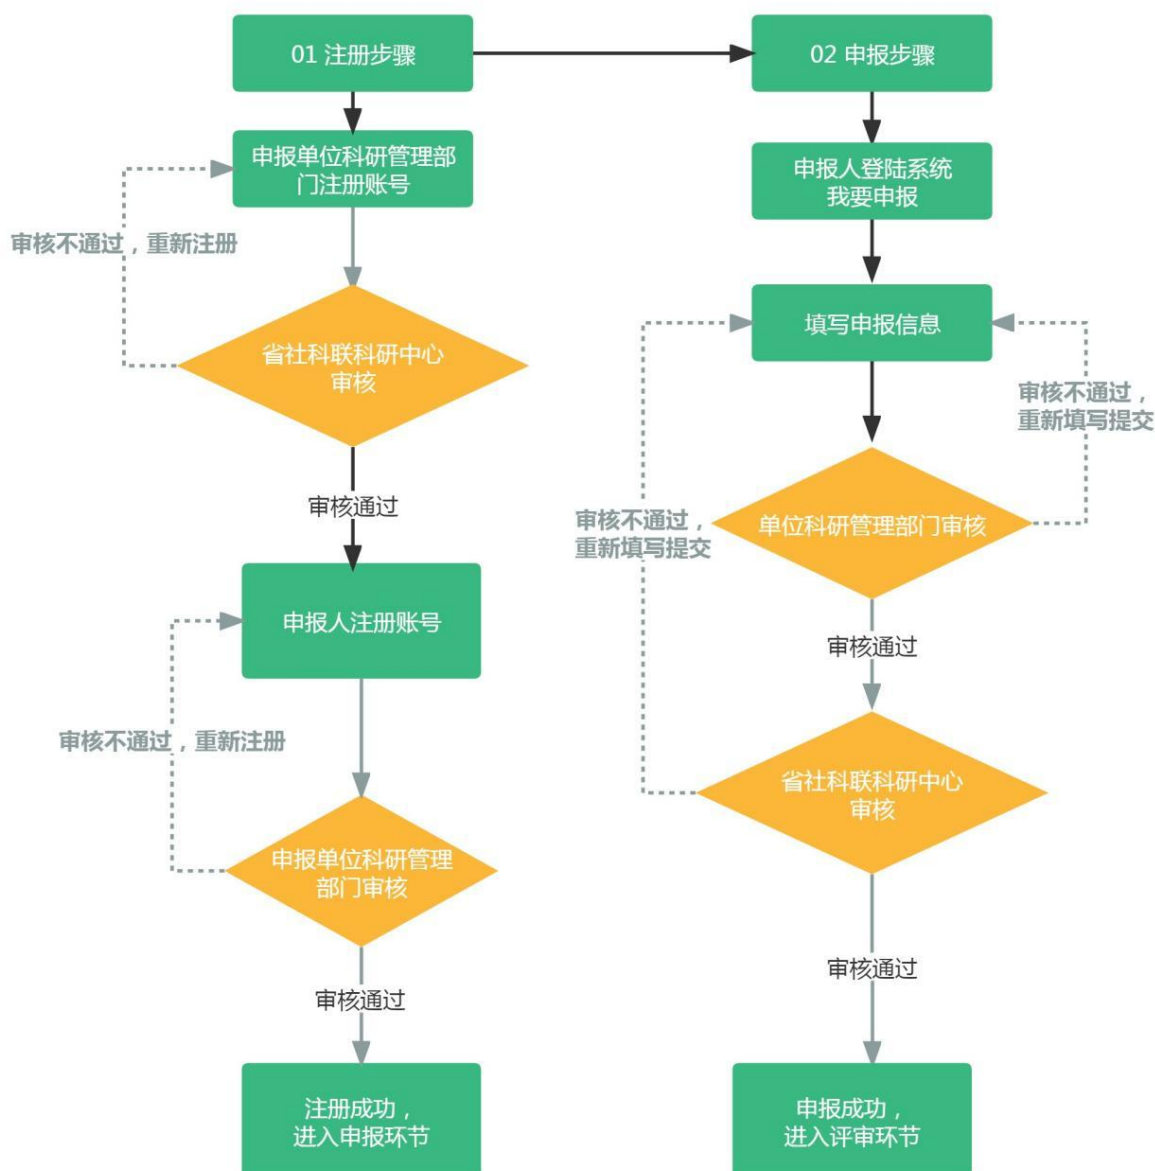 01 注册步骤
申报单位科研管理部
门注册账号
审核不通过，重新注册
省社科联科研中心
审核
审核通过
申报人注册账号
审核不通过，重新注册
申报单位科研管理
部门审核
审核通过
注册成功，
进入申报环节
02 申报步骤
申报人登陆系统
我要申报
填写申报信息
审核不通过，
重新填写提交
单位科研管理部门审核
审核不通过，
重新填写提交
审核通过
省社科联科研中心
审核
审核通过
申报成功，
进入评审环节